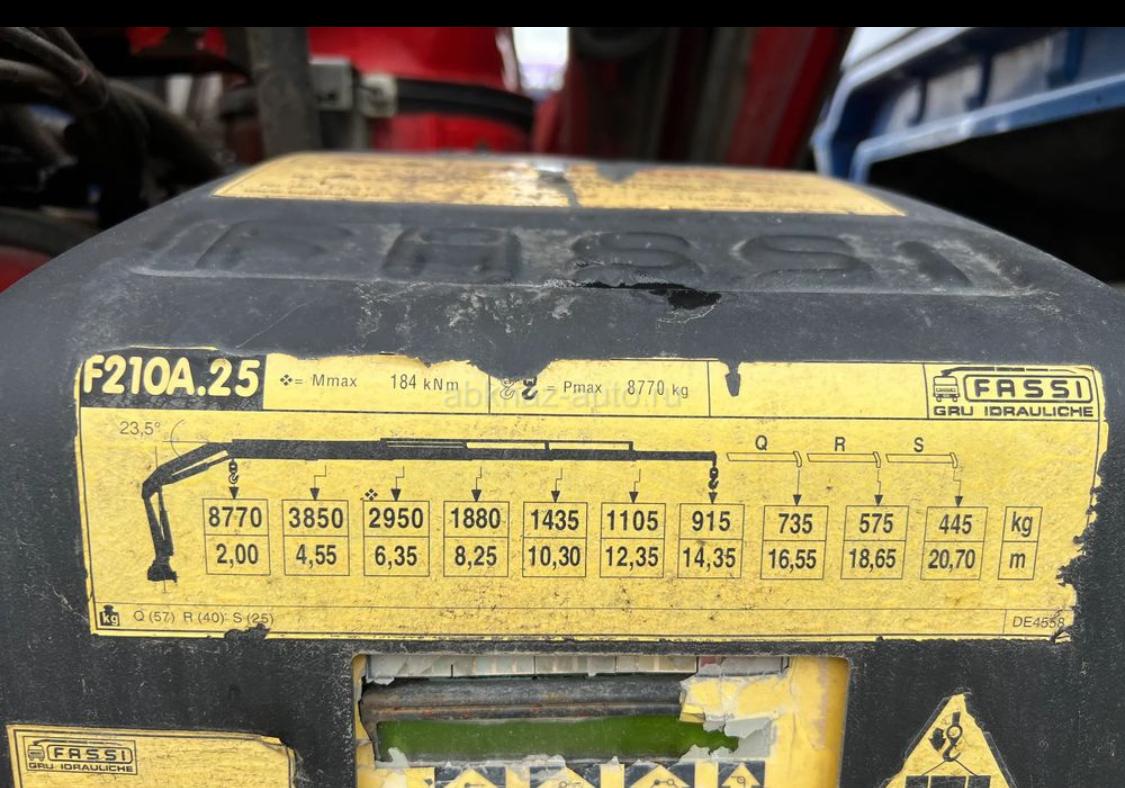 FASSI
F210A.25
= Mmax 184 kNm
= Pmax 8770 kg
FASSI
GRU IDRAULICHE
abkhaz-auto.ru
23,5°
Q R S
8770 3850 2950 1880 1435 1105 915 735 575 445 kg
2,00 4,55 6,35 8,25 10,30 12,35 14,35 16,55 18,65 20,70 m
kg Q (57) R (40) S (25)
DE4558
FASSI
GRU IDRAULICHE